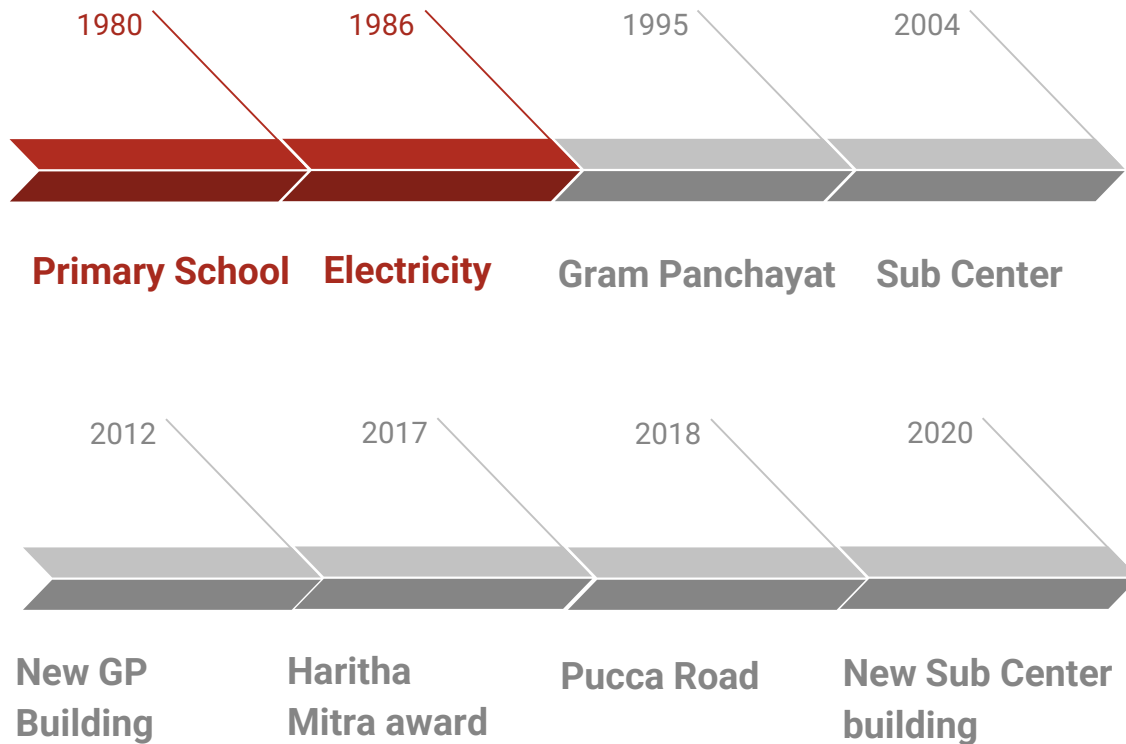 1980 1986 1995 2004
Primary School Electricity Gram Panchayat Sub Center
2012 2017 2018 2020
New GP Haritha Pucca Road New Sub Center
Building Mitra award building